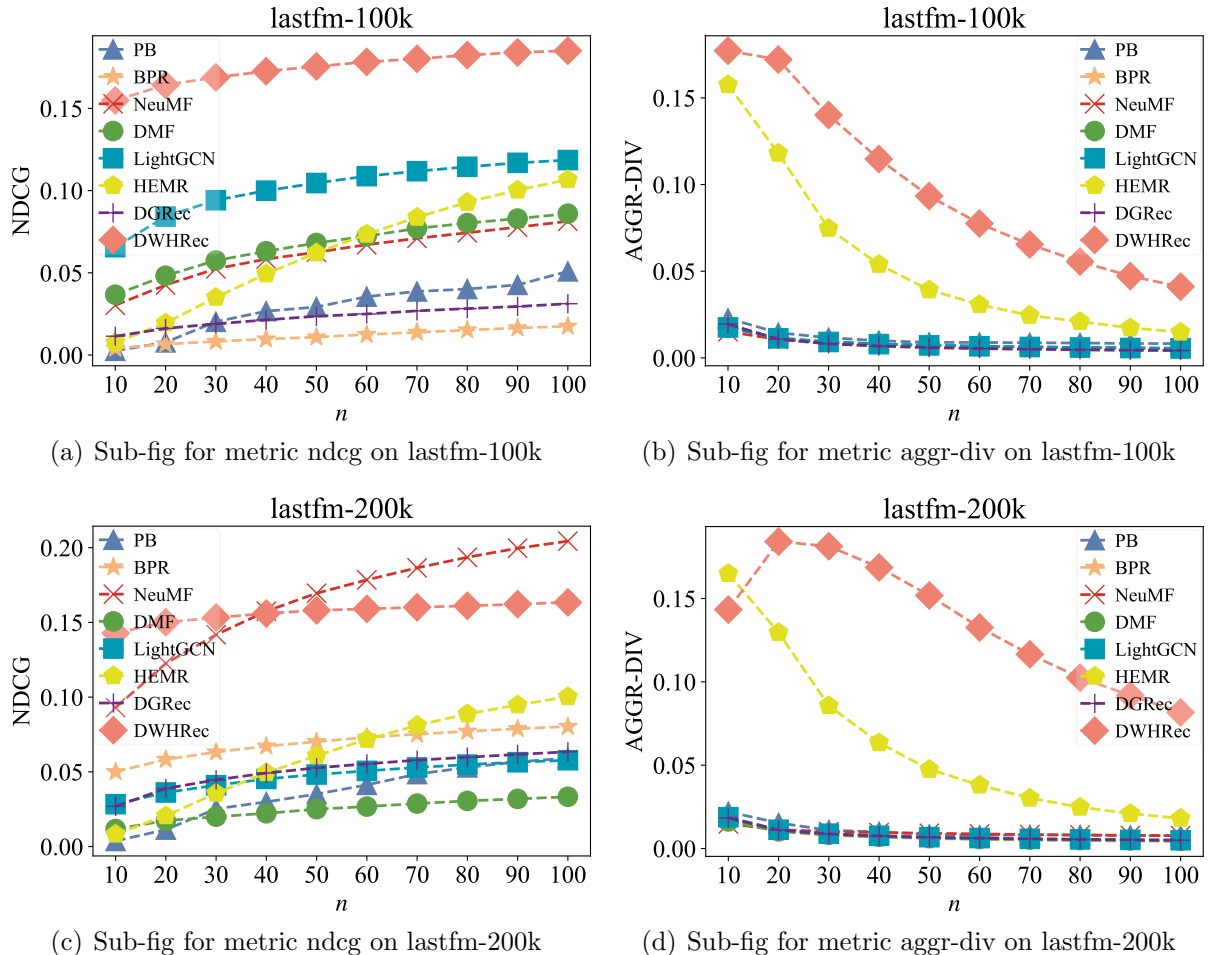 lastfm-100k
NDCG
0.15
0.10
0.05
0.00
PB
BPR
NeuMF
DMF
LightGCN
HEMR
DGRec
DWHRec
10 20 30 40 50 60 70 80 90 100
n
(a) Sub-fig for metric ndcg on lastfm-100k
lastfm-100k
AGGR-DIV
0.15
0.10
0.05
0.00
PB
BPR
NeuMF
DMF
LightGCN
HEMR
DGRec
DWHRec
10 20 30 40 50 60 70 80 90 100
n
(b) Sub-fig for metric aggr-div on lastfm-100k
lastfm-200k
NDCG
0.20
0.15
0.10
0.05
0.00
PB
BPR
NeuMF
DMF
LightGCN
HEMR
DGRec
DWHRec
10 20 30 40 50 60 70 80 90 100
n
(c) Sub-fig for metric ndcg on lastfm-200k
lastfm-200k
AGGR-DIV
0.15
0.10
0.05
0.00
PB
BPR
NeuMF
DMF
LightGCN
HEMR
DGRec
DWHRec
10 20 30 40 50 60 70 80 90 100
n
(d) Sub-fig for metric aggr-div on lastfm-200k